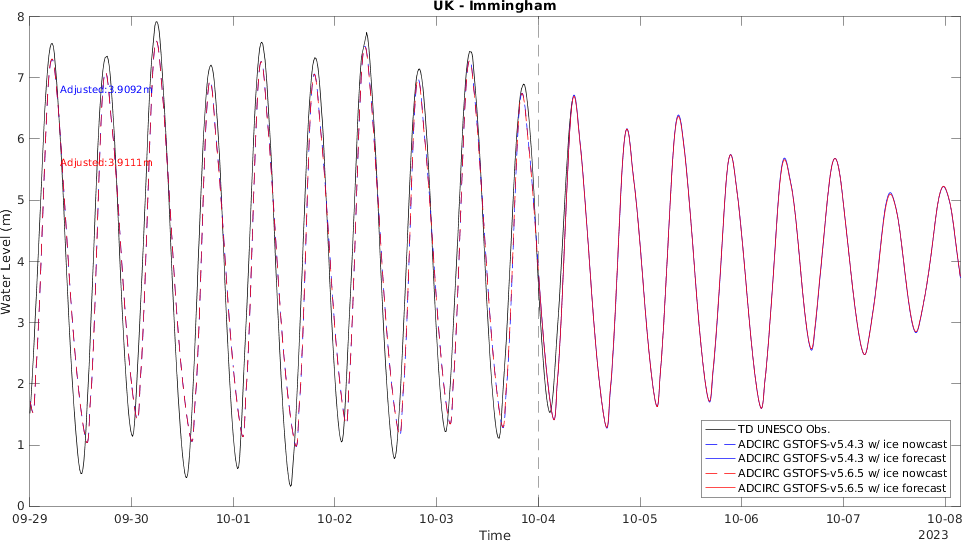 UK - Immingham
8
7
6
5
4
3
2
1
0
Water Level (m)
Adjusted:3.9092m
Adjusted:3.9111m
TD UNESCO Obs.
ADCIRC GSTOFS-v5.4.3 w/ ice nowcast
ADCIRC GSTOFS-v5.4.3 w/ ice forecast
ADCIRC GSTOFS-v5.6.5 w/ ice nowcast
ADCIRC GSTOFS-v5.6.5 w/ ice forecast
09-29 09-30 10-01 10-02 10-03 10-04 10-05 10-06 10-07 10-08
Time
2023